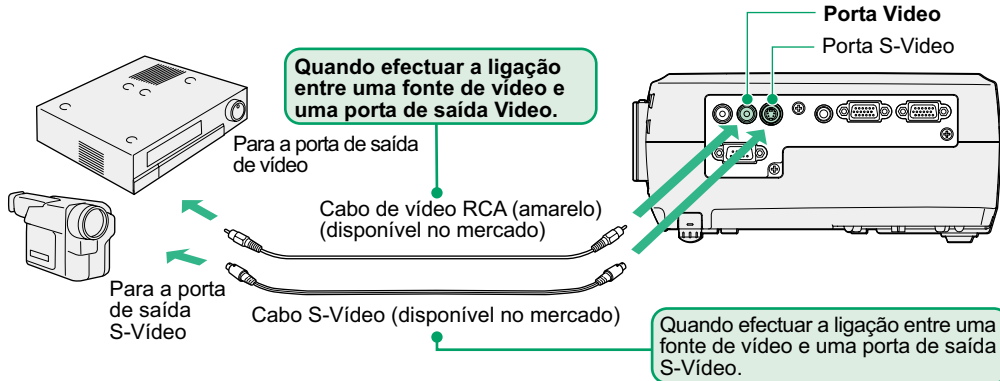 Porta Video
Porta S-Video
Quando efectuar a ligação
entre uma fonte de vídeo e
uma porta de saída Video.
Para a porta de saída
de vídeo
Cabo de vídeo RCA (amarelo)
(disponível no mercado)
Para a porta
de saída
S-Vídeo
Cabo S-Vídeo (disponível no mercado)
Quando efectuar a ligação entre uma
fonte de vídeo e uma porta de saída
S-Vídeo.